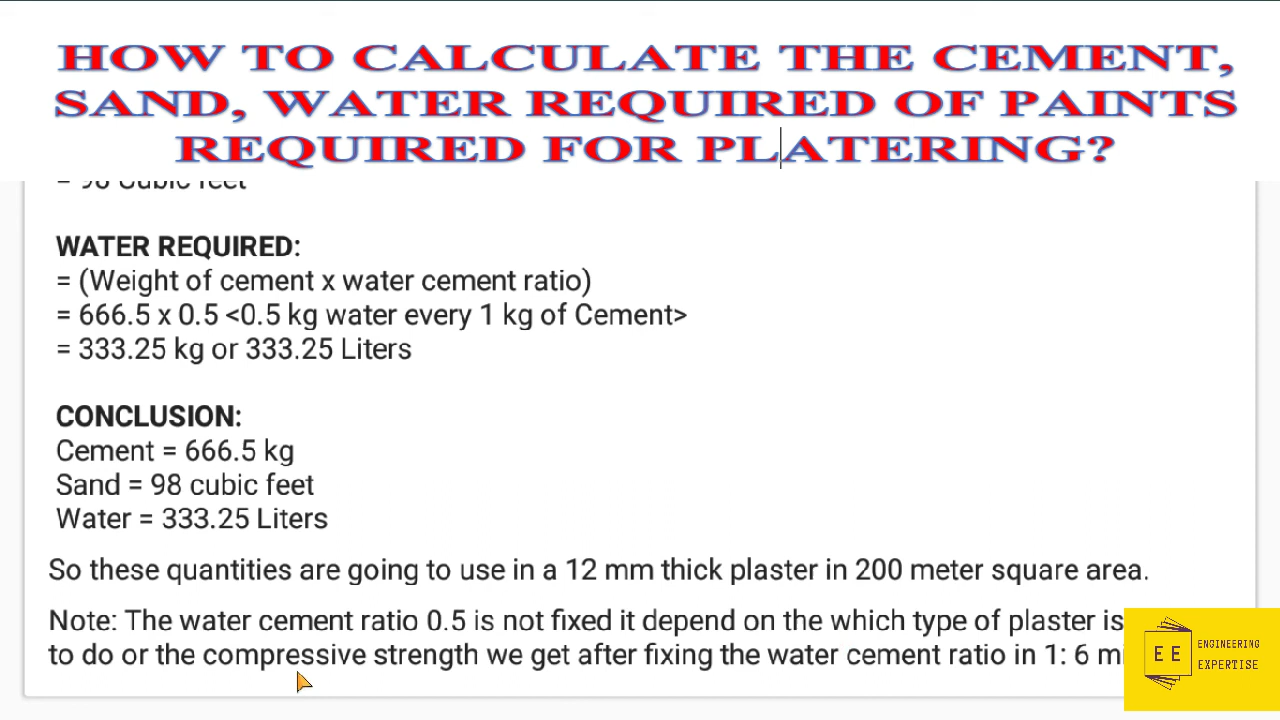 HOW TO CALCULATE THE CEMENT,
SAND, WATER REQUIRED OF PAINTS
REQUIRED FOR PLATERING?
= 98 Cubic feet
WATER REQUIRED:
= (Weight of cement x water cement ratio)
= 666.5 x 0.5 <0.5 kg water every 1 kg of Cement>
= 333.25 kg or 333.25 Liters
CONCLUSION:
Cement = 666.5 kg
Sand = 98 cubic feet
Water = 333.25 Liters
So these quantities are going to use in a 12 mm thick plaster in 200 meter square area.
Note: The water cement ratio 0.5 is not fixed it depend on the which type of plaster is
to do or the compressive strength we get after fixing the water cement ratio in 1: 6
EE
ENGINEERING
EXPERTISE